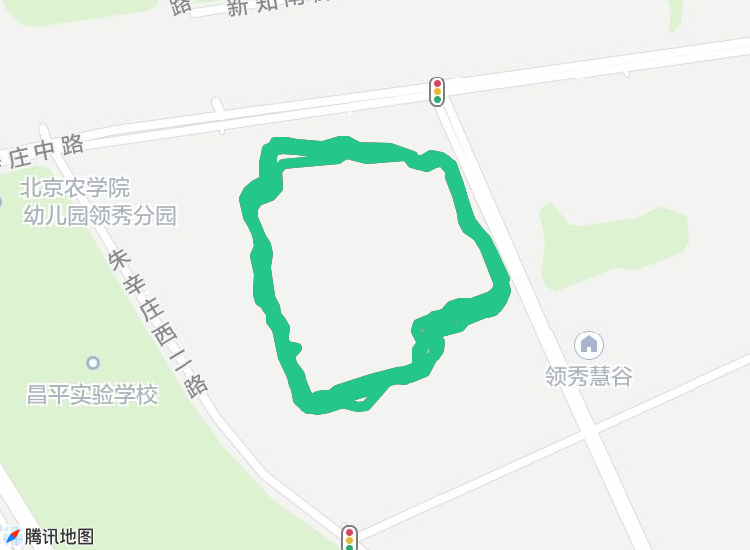 路
新知南
庄中路
北京农学院
幼儿园领秀分园
朱辛庄西二路
昌平实验学校
领秀慧谷
腾讯地图